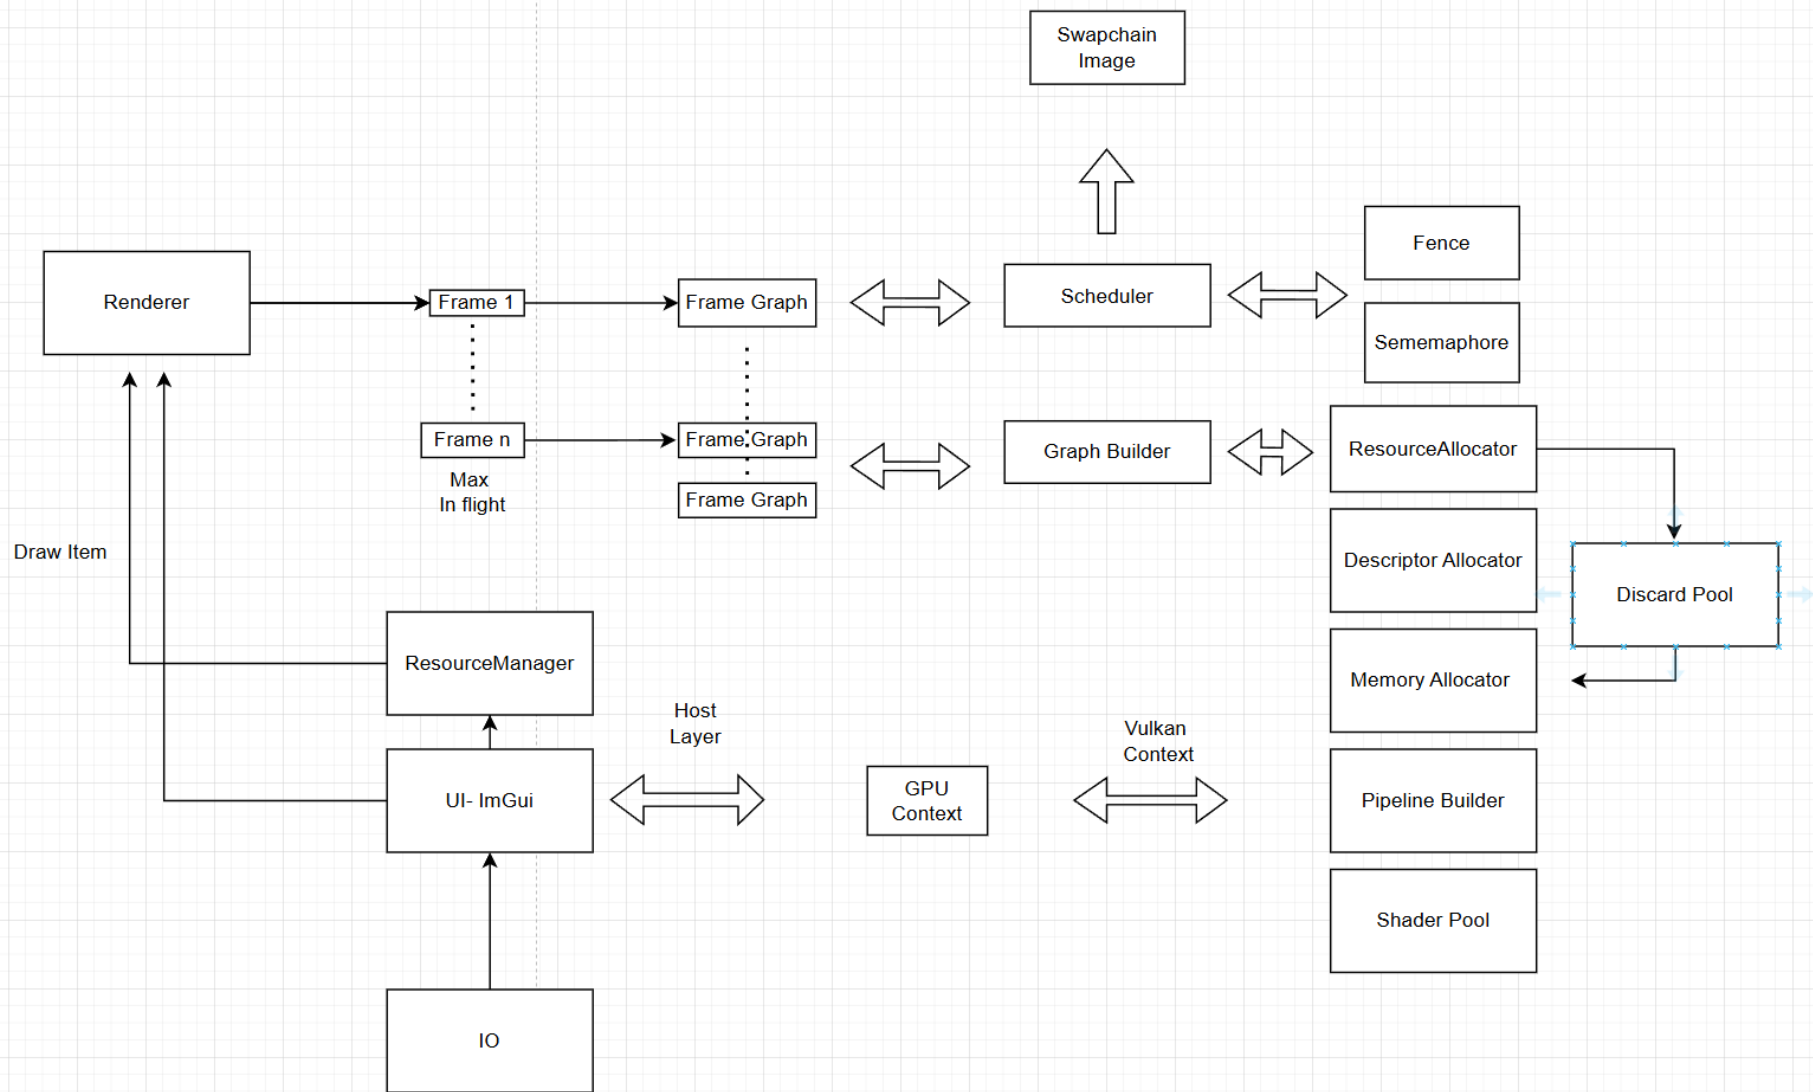 Swapchain
Image
Fence
Renderer
Frame 1
Frame Graph
Scheduler
Sememaphore
Frame n
Frame Graph
Graph Builder
ResourceAllocator
Max
In flight
Frame Graph
Draw Item
Descriptor Allocator
Discard Pool
ResourceManager
Memory Allocator
Host
Layer
Vulkan
Context
UI- ImGui
GPU
Context
Pipeline Builder
Shader Pool
IO